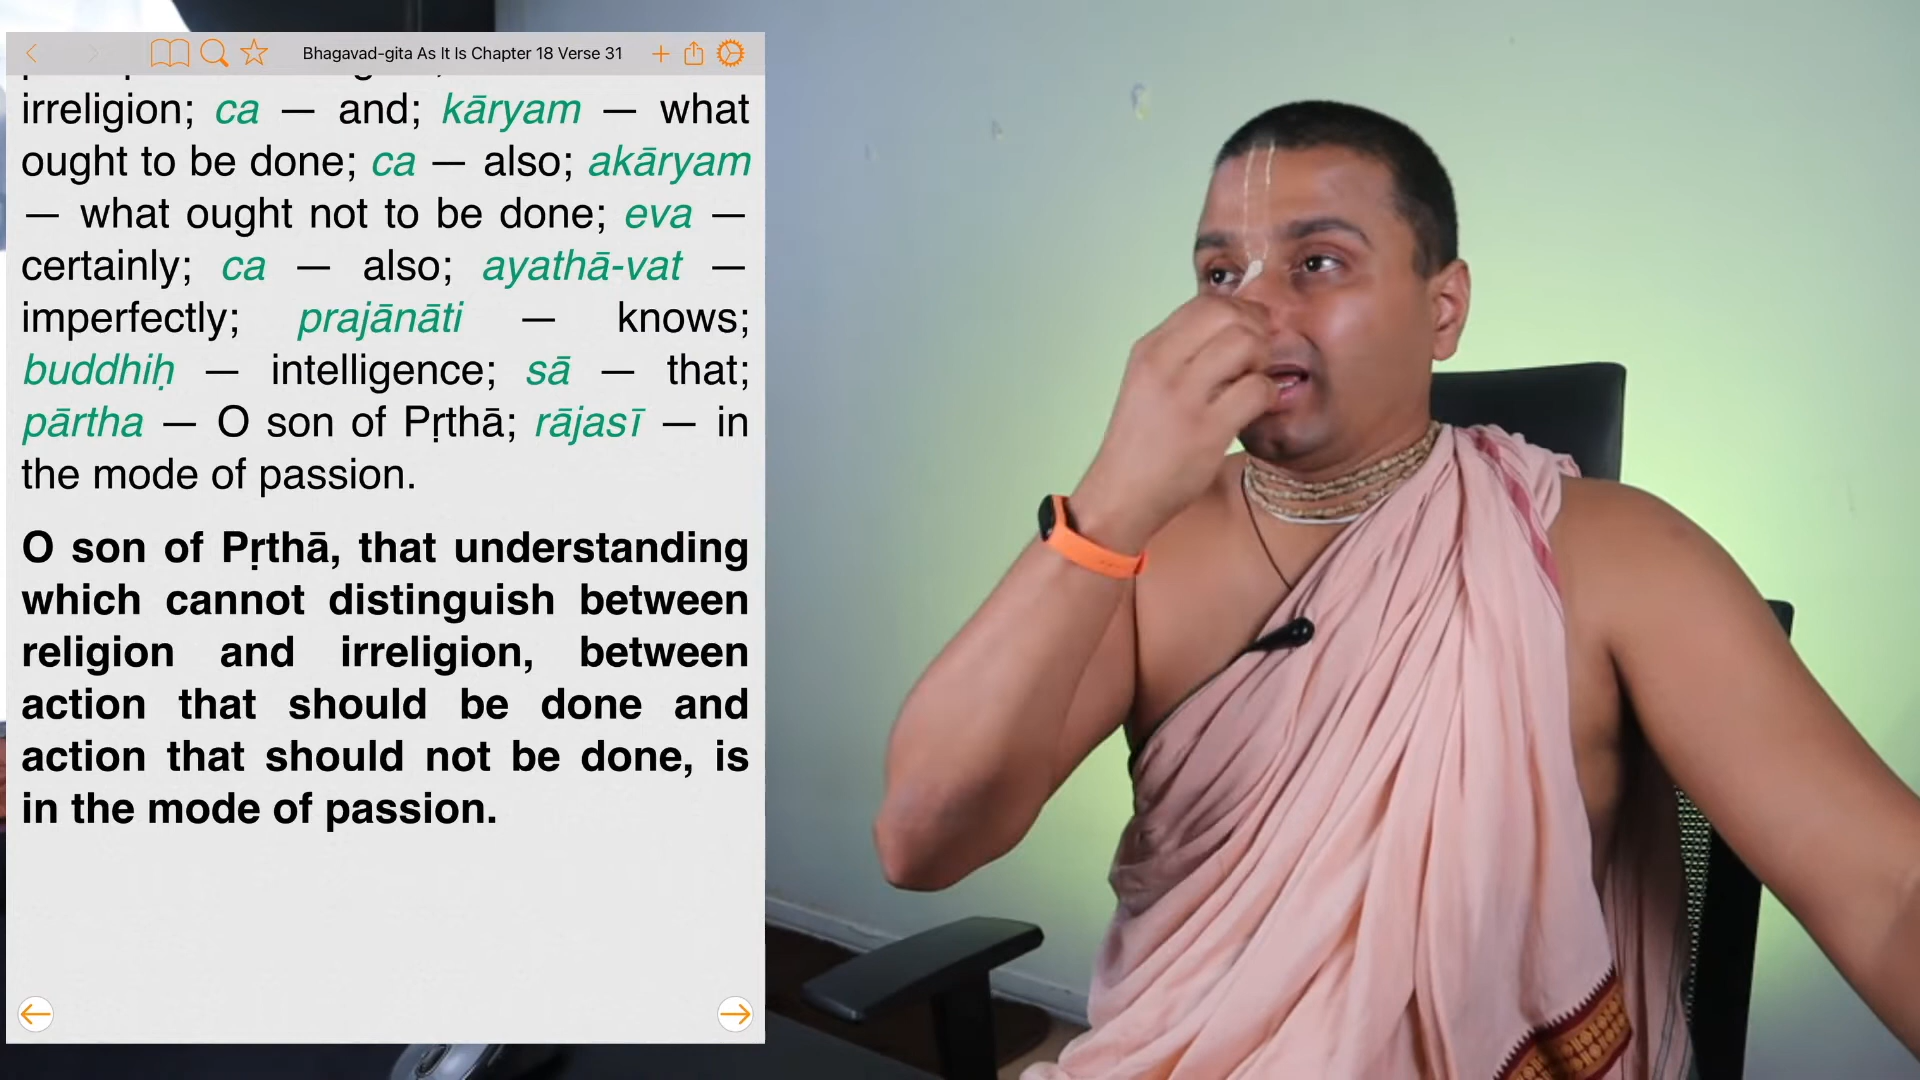 Bhagavad-gita As It Is Chapter 18 Verse 31
irreligion; ca — and; kāryam — what
ought to be done; ca — also; akāryam
— what ought not to be done; eva —
certainly; ca — also; ayathā-vat —
imperfectly; prajānāti — knows;
buddhiḥ — intelligence; sā — that;
pārtha — O son of Pṛthā; rājasī — in
the mode of passion.
O son of Pṛthā, that understanding
which cannot distinguish between
religion and irreligion, between
action that should be done and
action that should not be done, is
in the mode of passion.